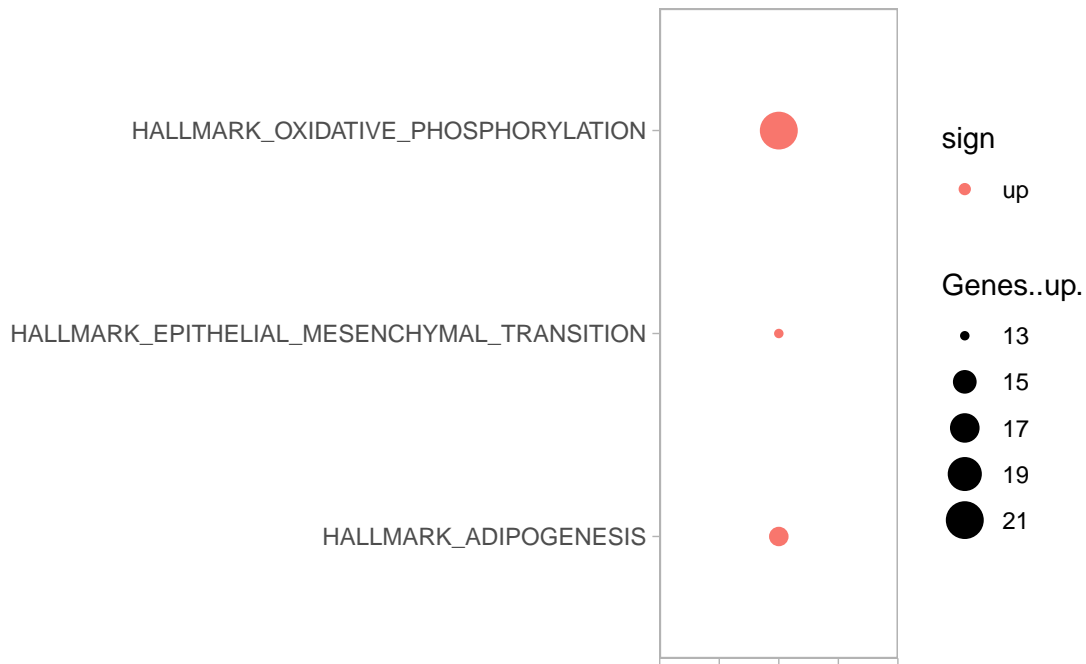 HALLMARK_OXIDATIVE_PHOSPHORYLATION
HALLMARK_EPITHELIAL_MESENCHYMAL_TRANSITION
HALLMARK_ADIPOGENESIS
sign
up
Genes..up.
13
15
17
19
21